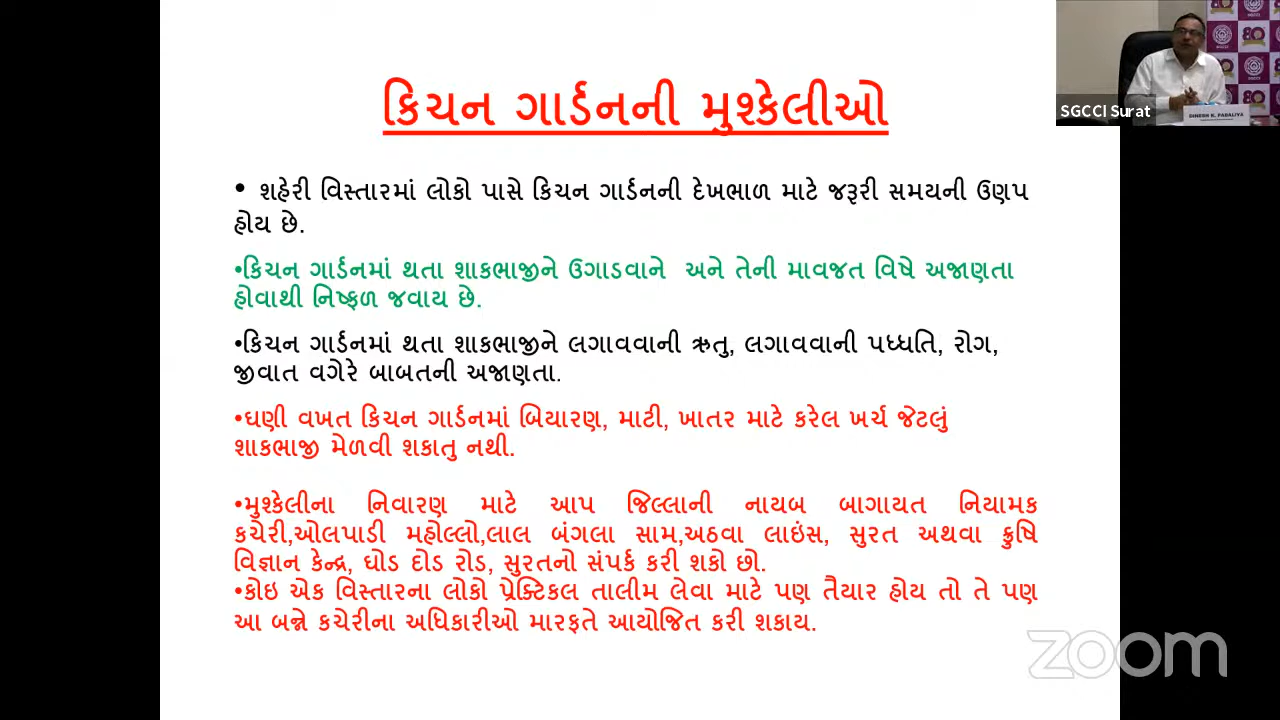 કિચન ગાર્ડનની મુશ્કેલીઓ
SGCCI Surat
DINESH K. PADALIYA
• શહેરી વિસ્તારમાં લોકો પાસે કિચન ગાર્ડનની દેખભાળ માટે જરૂરી સમયની ઉણપ
હોય છે.
•કિચન ગાર્ડનમાં થતા શાકભાજીને ઉગાડવાને અને તેની માવજત વિષે અજાણતા
હોવાથી નિષ્ફળ જવાય છે.
•કિચન ગાર્ડનમાં થતા શાકભાજીને લગાવવાની ઋતુ, લગાવવાની પધ્ધતિ, રોગ,
જીવાત વગેરે બાબતની અજાણતા.
•ઘણી વખત કિચન ગાર્ડનમાં બિયારણ, માટી, ખાતર માટે કરેલ ખર્ચ જેટલું
શાકભાજી મેળવી શકાતુ નથી.
•મુશ્કેલીના નિવારણ માટે આપ જિલ્લાની નાયબ બાગાયત નિયામક
કચેરી,ઓલપાડી મહોલ્લો,લાલ બંગલા સામ,અઠવા લાઇંસ, સુરત અથવા ક્રુષિ
વિજ્ઞાન કેન્દ્ર, ઘોડ દોડ રોડ, સુરતનો સંપર્ક કરી શકો છો.
•કોઇ એક વિસ્તારના લોકો પ્રેક્ટિકલ તાલીમ લેવા માટે પણ તૈયાર હોય તો તે પણ
આ બન્ને કચેરીના અધિકારીઓ મારફતે આયોજિત કરી શકાય.
zoom